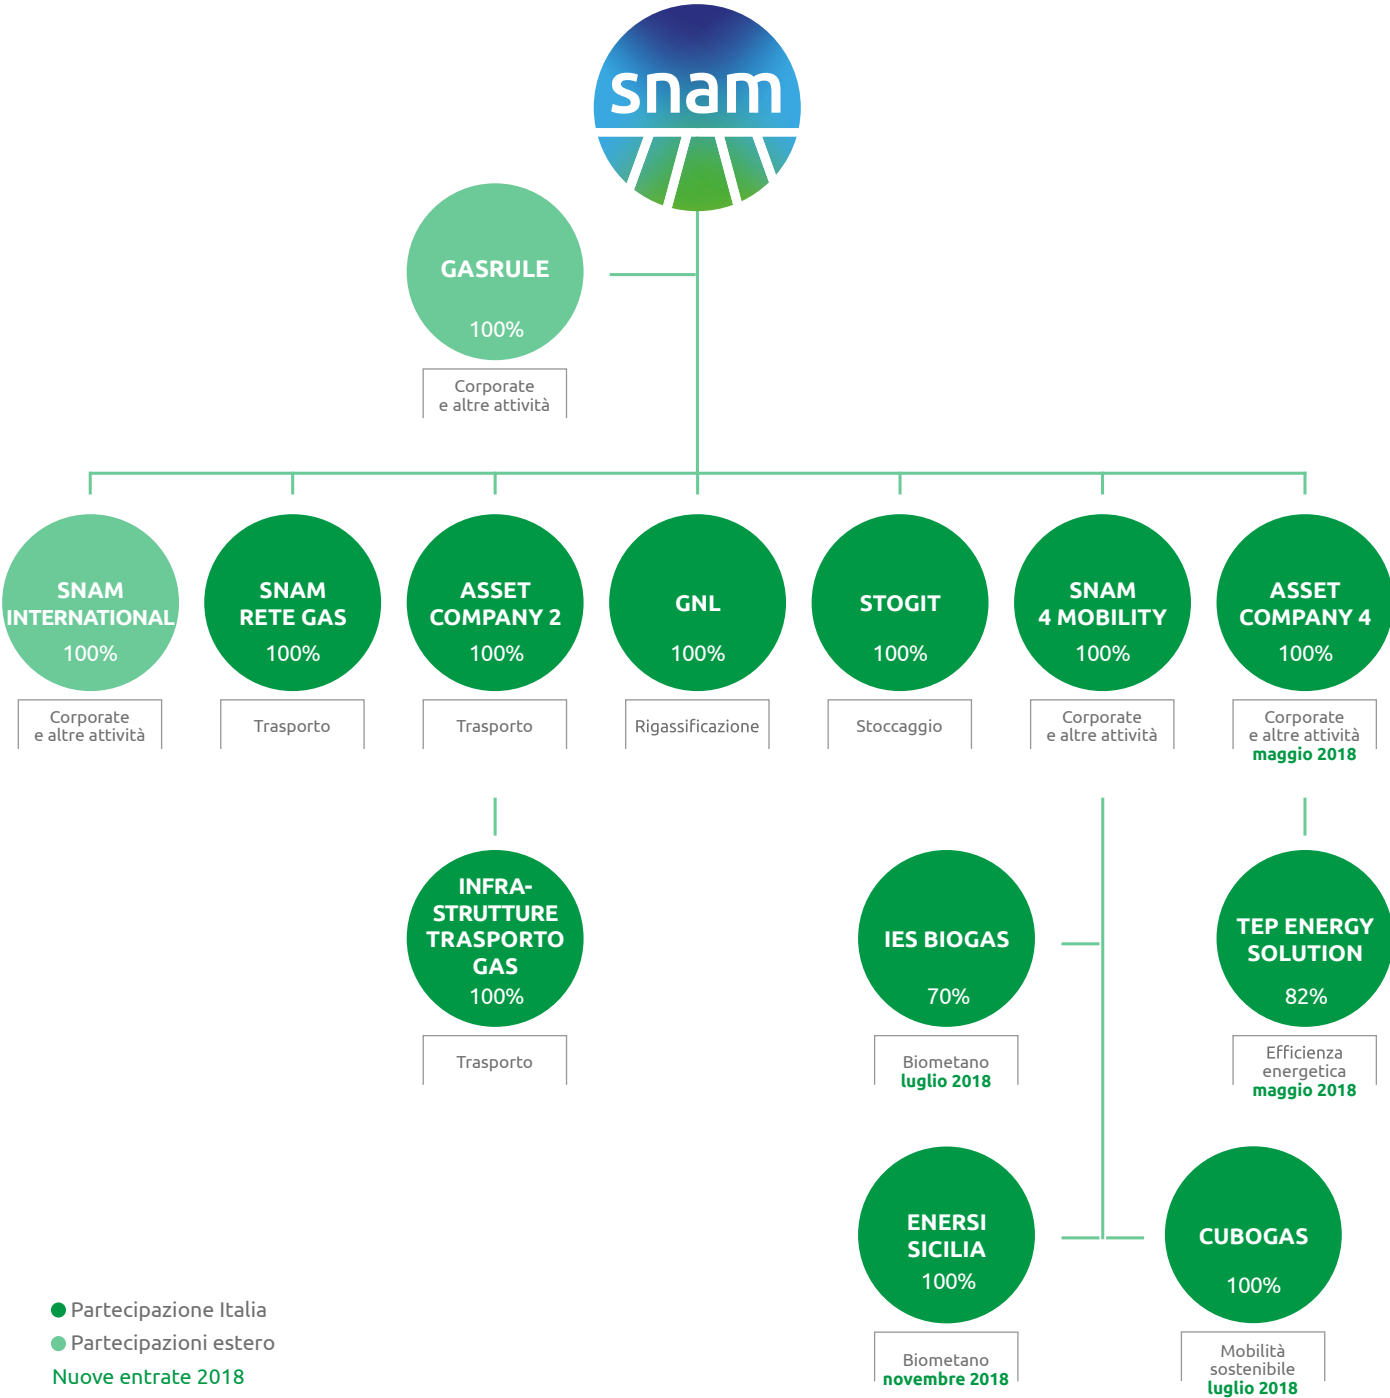 snam
GASRULE
100%
Corporate
e altre attività
SNAM
INTERNATIONAL
100%
Corporate
e altre attività
SNAM
RETE GAS
100%
Trasporto
ASSET
COMPANY 2
100%
Trasporto
GNL
100%
Rigassificazione
STOGIT
100%
Stoccaggio
SNAM
4 MOBILITY
100%
Corporate
e altre attività
ASSET
COMPANY 4
100%
Corporate
e altre attività
maggio 2018
INFRA-
STRUTTURE
TRASPORTO
GAS
100%
Trasporto
IES BIOGAS
70%
Biometano
luglio 2018
TEP ENERGY
SOLUTION
82%
Efficienza
energetica
maggio 2018
ENERSI
SICILIA
100%
Biometano
novembre 2018
CUBOGAS
100%
Mobilità
sostenibile
luglio 2018
Partecipazione Italia
Partecipazioni estero
Nuove entrate 2018